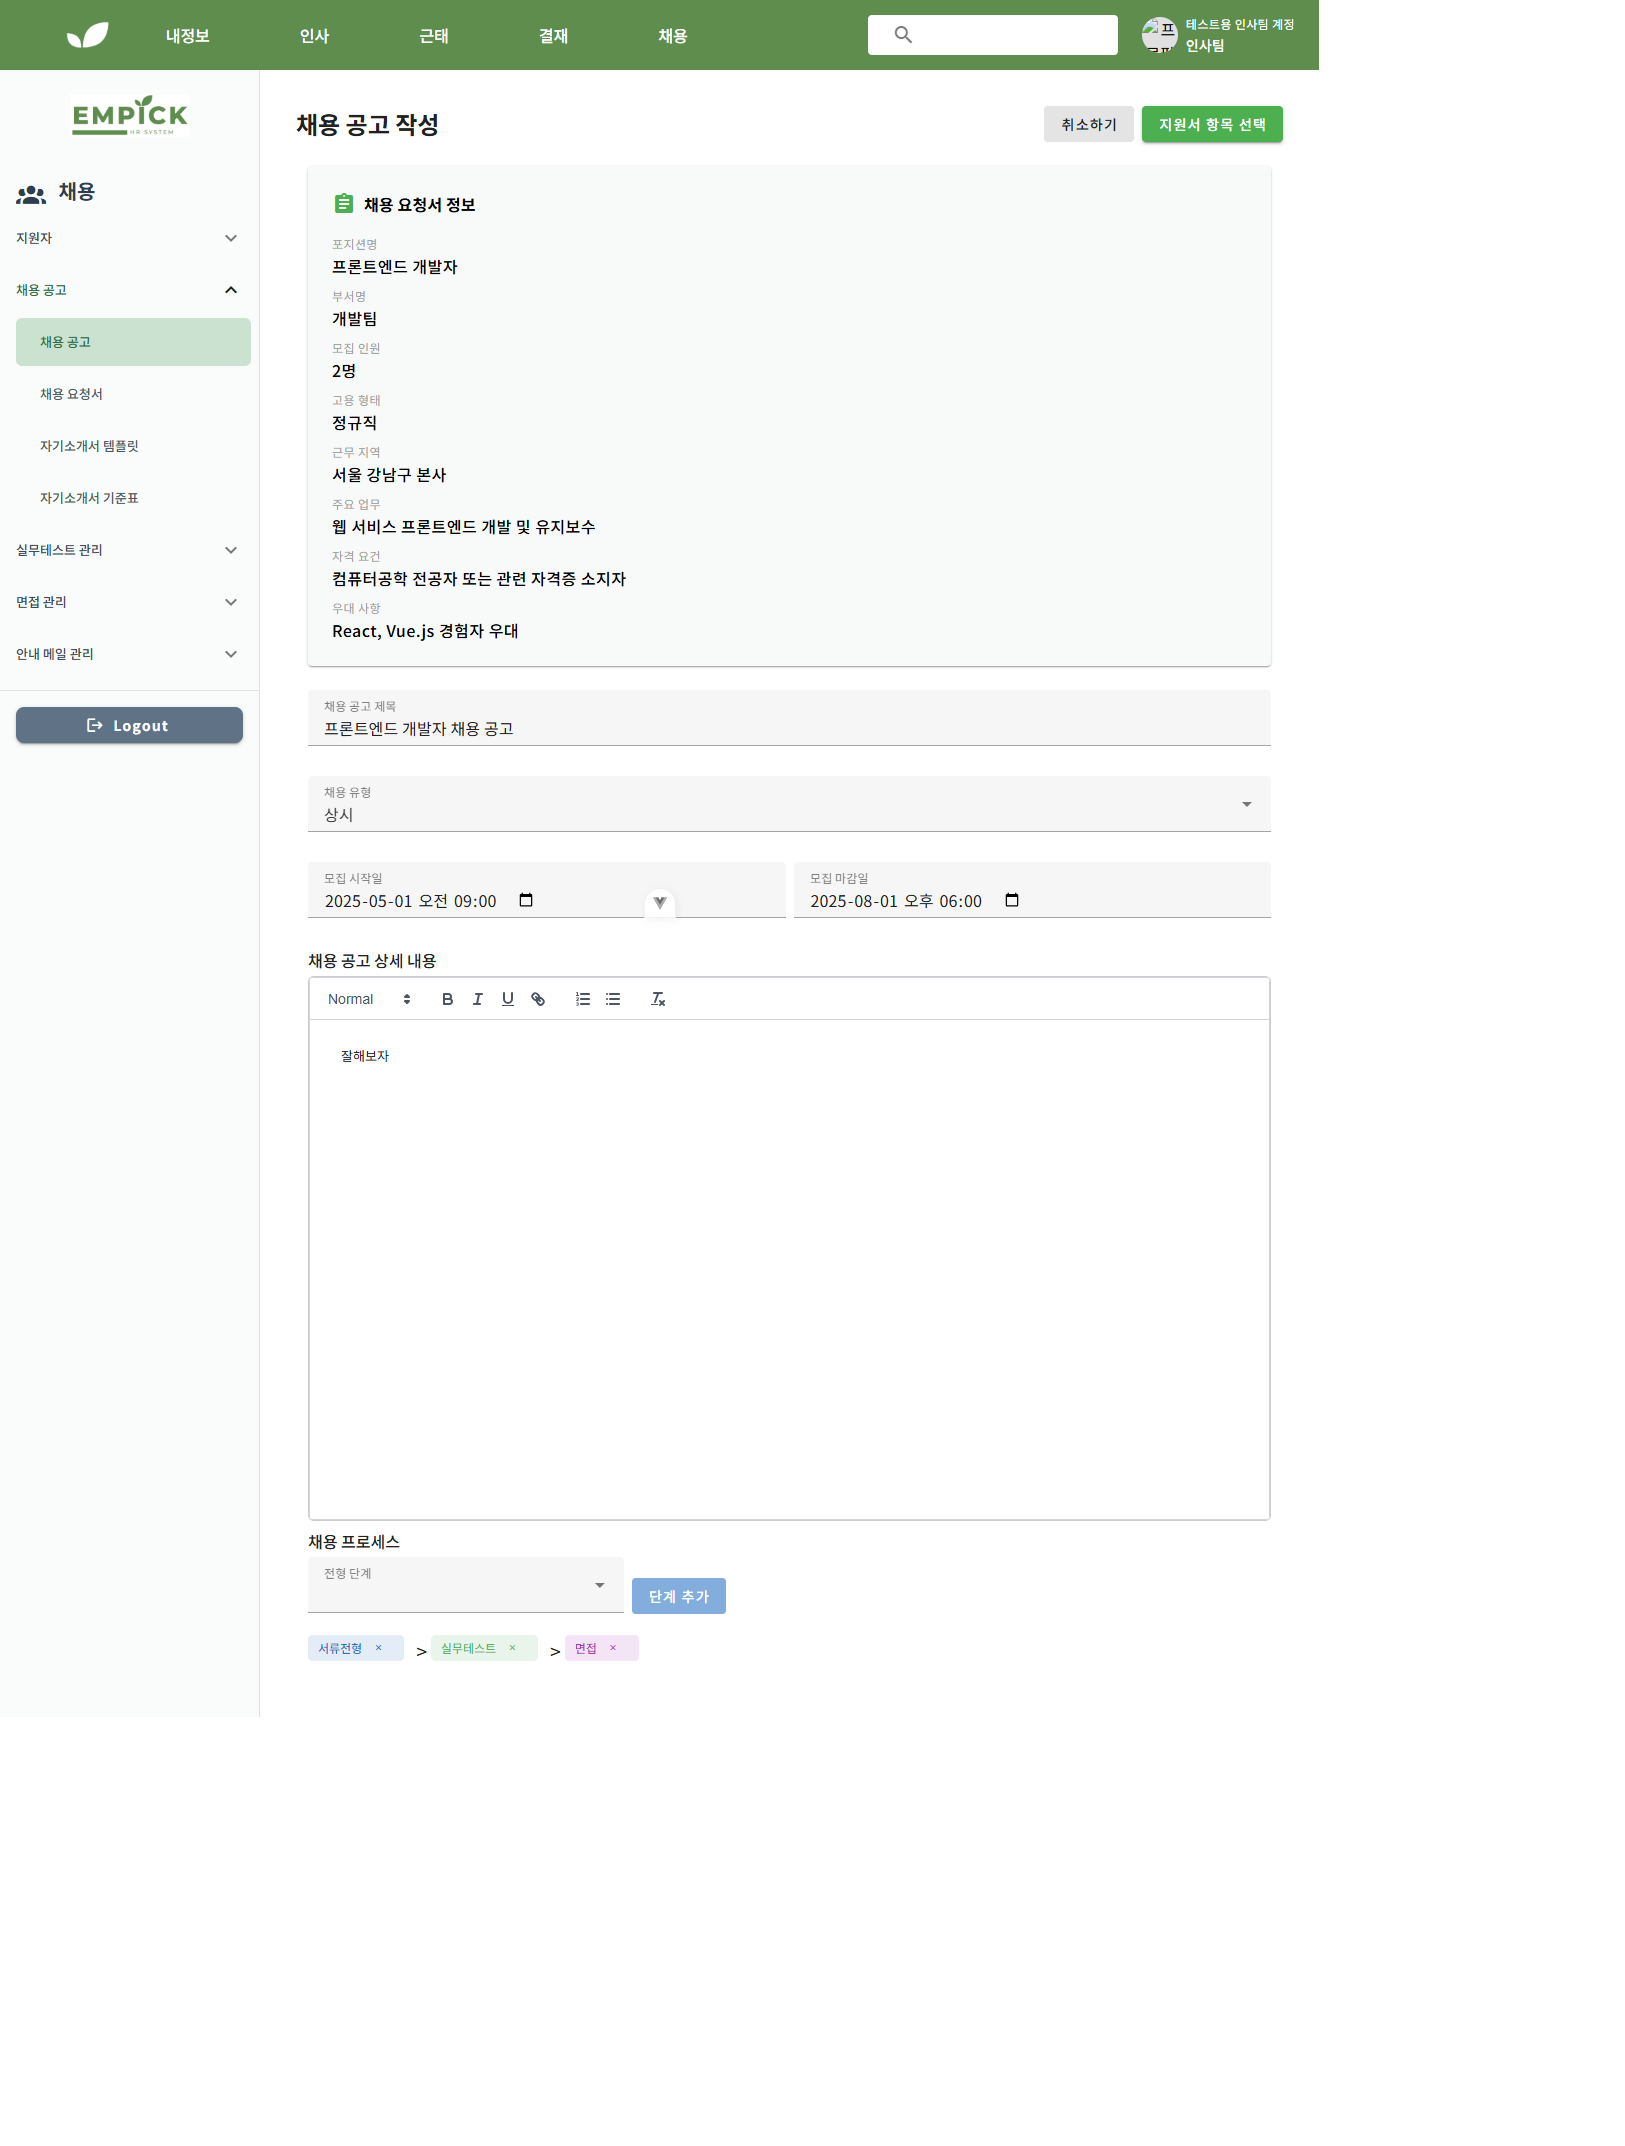 내정보 인사 근태 결재 채용
테스트용 인사팀 계정
인사팀
EMPICK
HR SYSTEM
채용
지원자
채용 공고
채용 공고
채용 요청서
자기소개서 템플릿
자기소개서 기준표
실무테스트 관리
면접 관리
안내 메일 관리
Logout
채용 공고 작성
취소하기 지원서 항목 선택
채용 요청서 정보
포지션명
프론트엔드 개발자
부서명
개발팀
모집 인원
2명
고용 형태
정규직
근무 지역
서울 강남구 본사
주요 업무
웹 서비스 프론트엔드 개발 및 유지보수
자격 요건
컴퓨터공학 전공자 또는 관련 자격증 소지자
우대 사항
React, Vue.js 경험자 우대
채용 공고 제목
프론트엔드 개발자 채용 공고
채용 유형
상시
모집 시작일
2025-05-01 오전 09:00
모집 마감일
2025-08-01 오후 06:00
채용 공고 상세 내용
Normal
잘해보자
채용 프로세스
전형 단계
단계 추가
서류전형 × > 실무테스트 × > 면접 ×